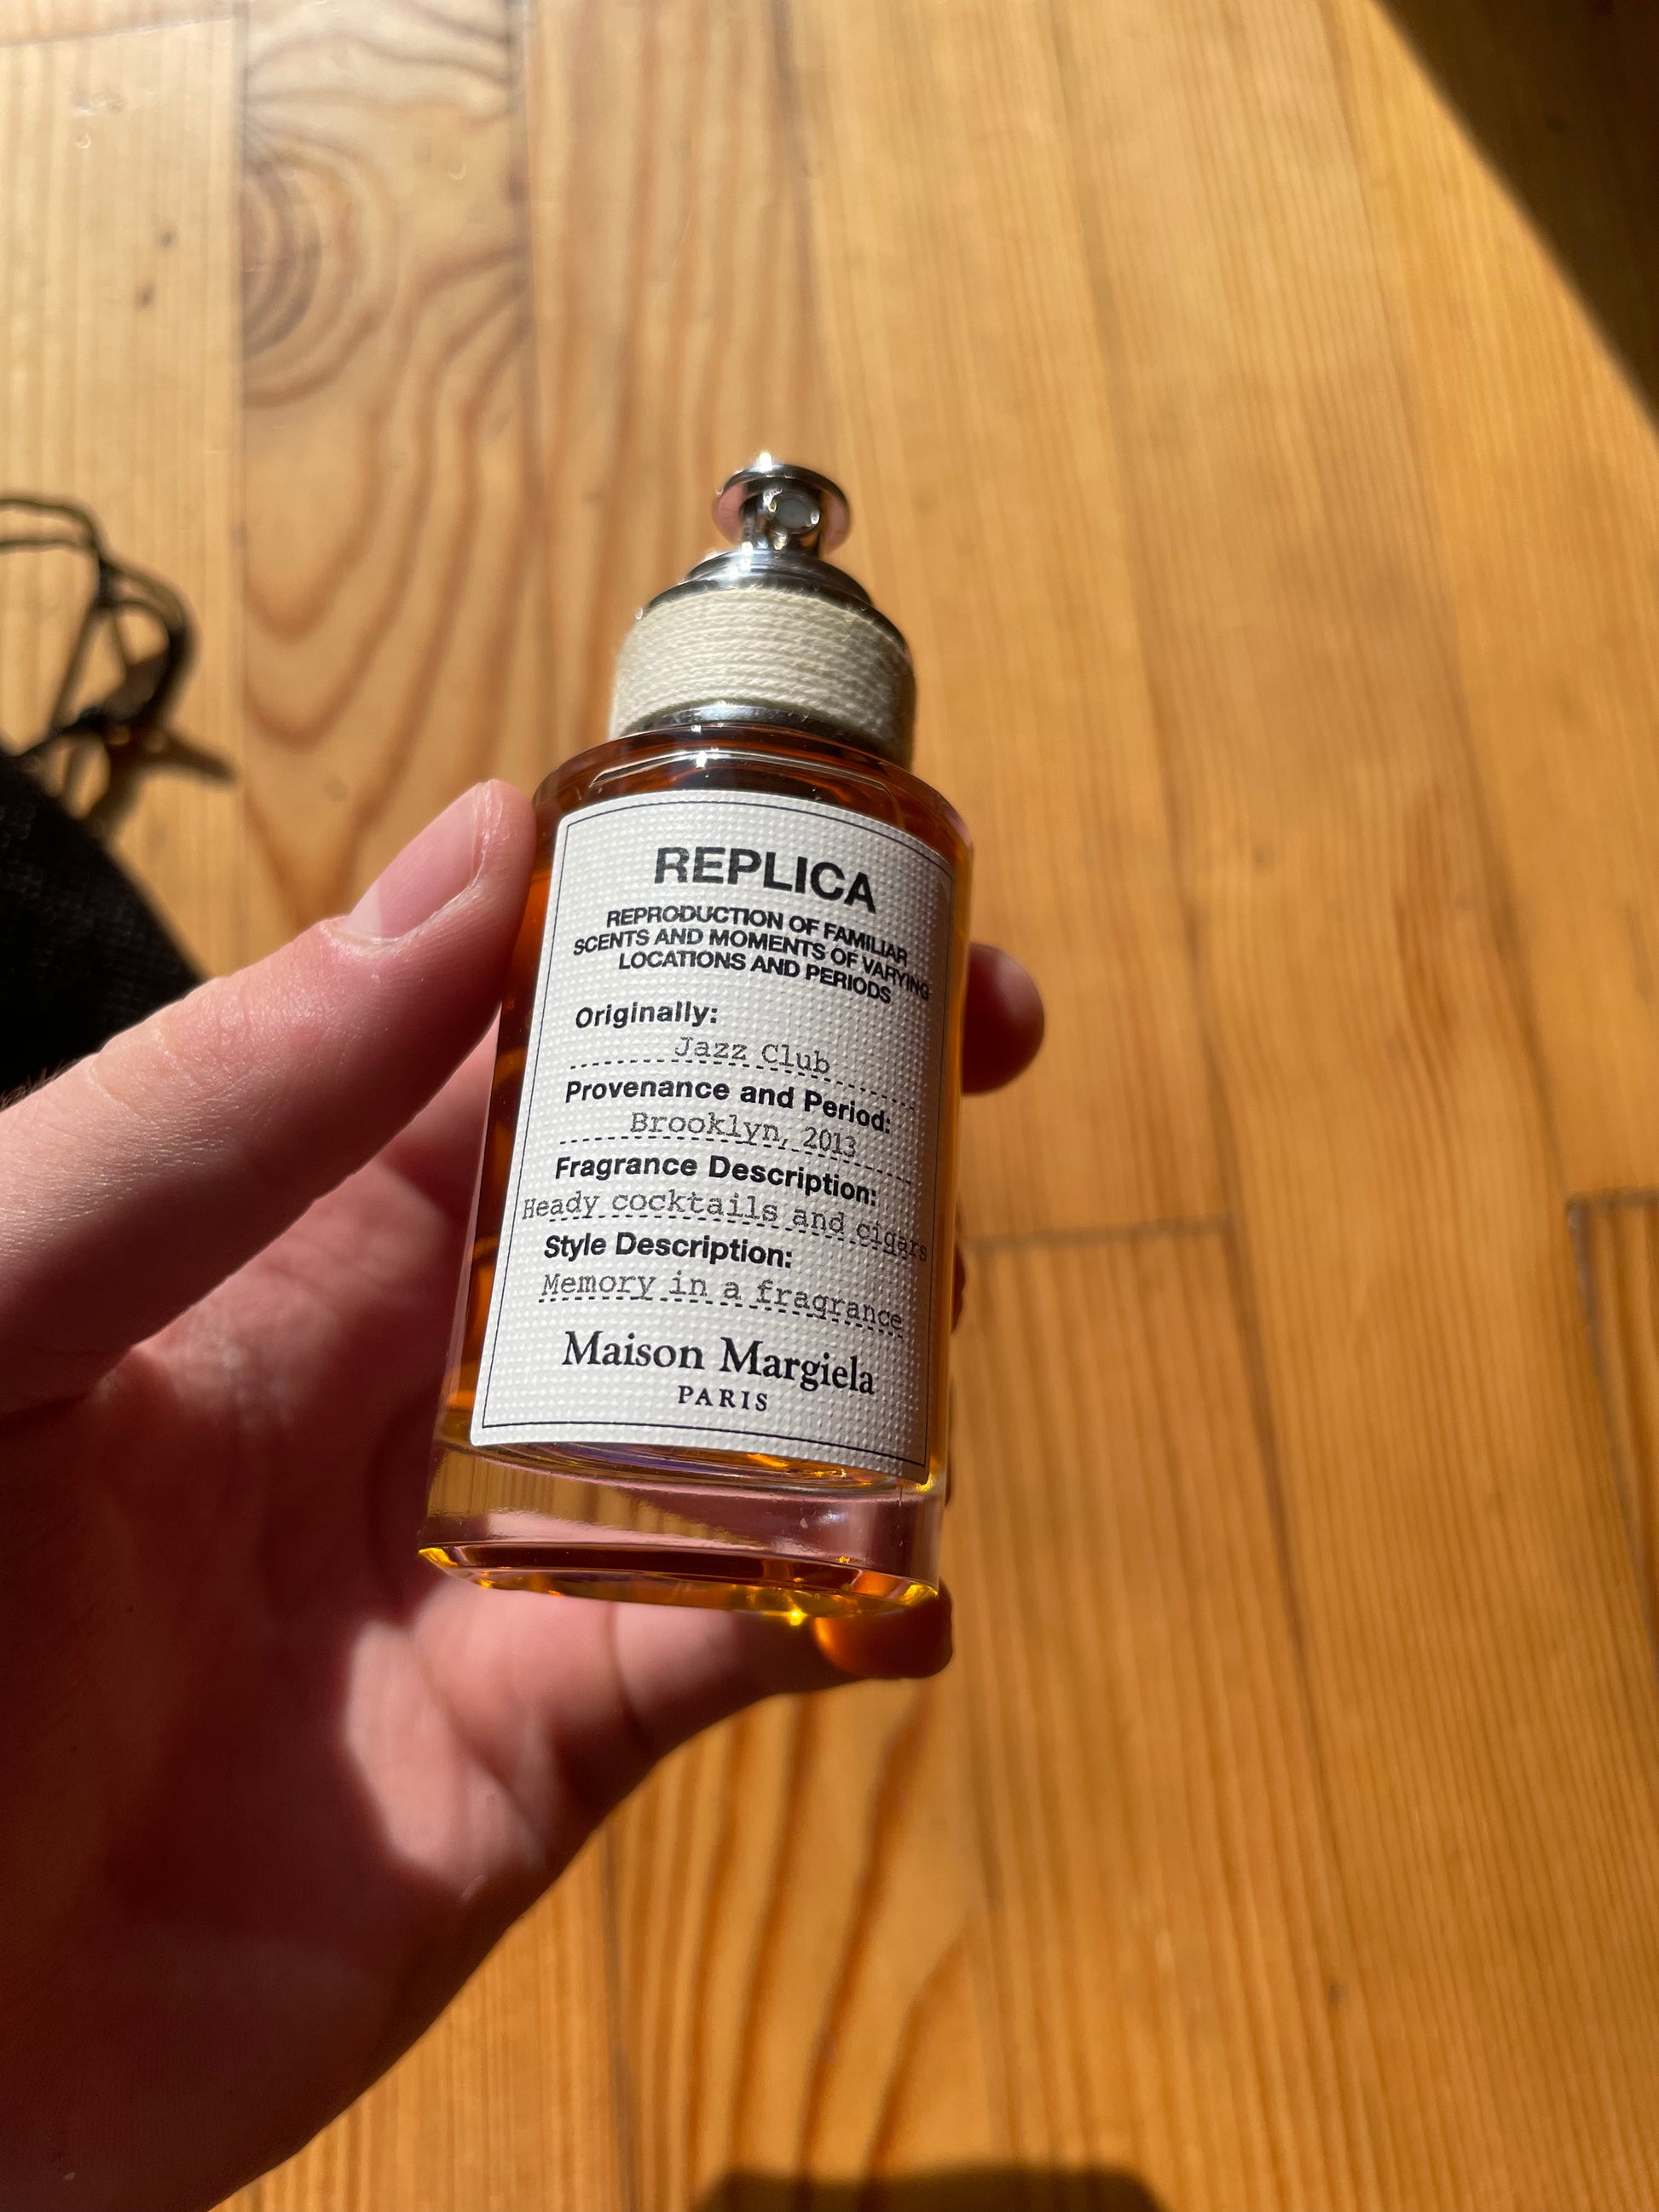 REPLICA
REPRODUCTION OF FAMILIAR
SCENTS AND MOMENTS OF VARYING
LOCATIONS AND PERIODS
Originally:
Jazz Club
Provenance and Period:
Brooklyn, 2013
Fragrance Description:
Heady cocktails and cigars
Style Description:
Memory in a fragrance
Maison Margiela
PARIS